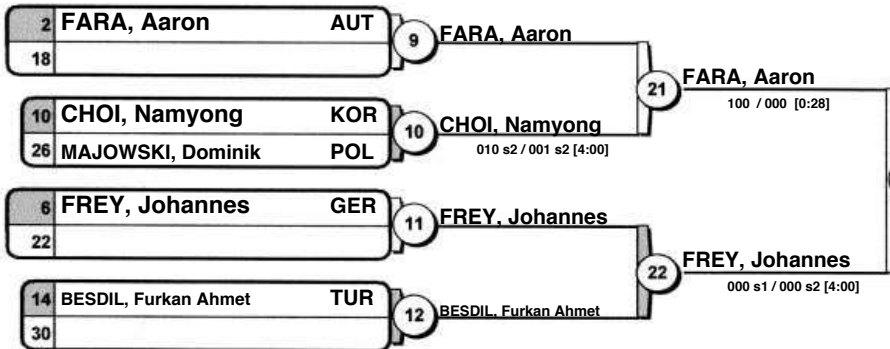 2 FARA, Aaron AUT
18
9 FARA, Aaron
10 CHOI, Namyong KOR
26 MAJOWSKI, Dominik POL
10 CHOI, Namyong
010 s2 / 001 s2 [4:00]
21 FARA, Aaron
100 / 000 [0:28]
6 FREY, Johannes GER
22
11 FREY, Johannes
14 BESDIL, Furkan Ahmet TUR
30
12 BESDIL, Furkan Ahmet
22 FREY, Johannes
000 s1 / 000 s2 [4:00]